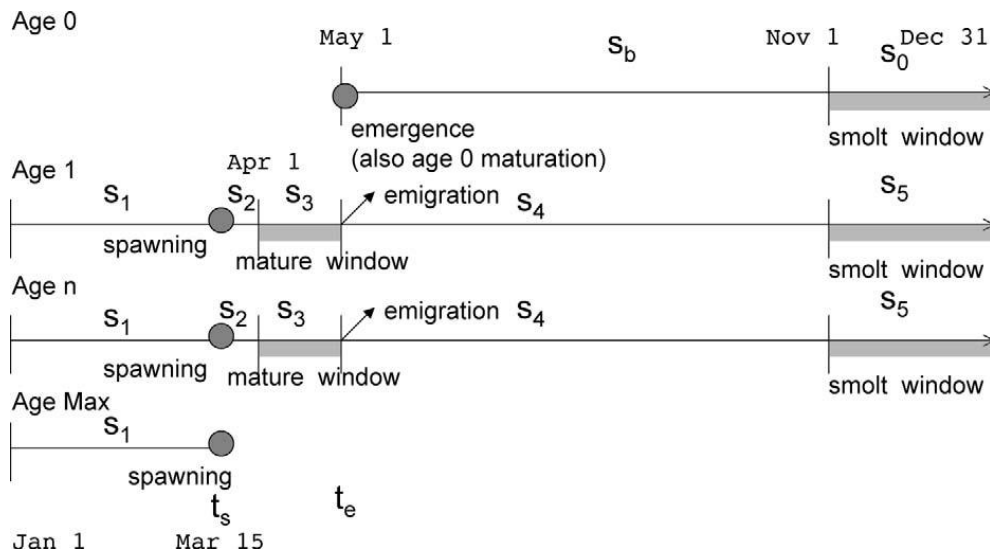 Age 0
May 1 s_b Nov 1 Dec 31
s_0
emergence
(also age 0 maturation)
smolt window
Age 1
Apr 1
s_1 s_2 s_3 emigration s_4 s_5
spawning
mature window
smolt window
Age n
s_1 s_2 s_3 emigration s_4 s_5
spawning
mature window
smolt window
Age Max
s_1
spawning
t_s t_e
Jan 1 Mar 15